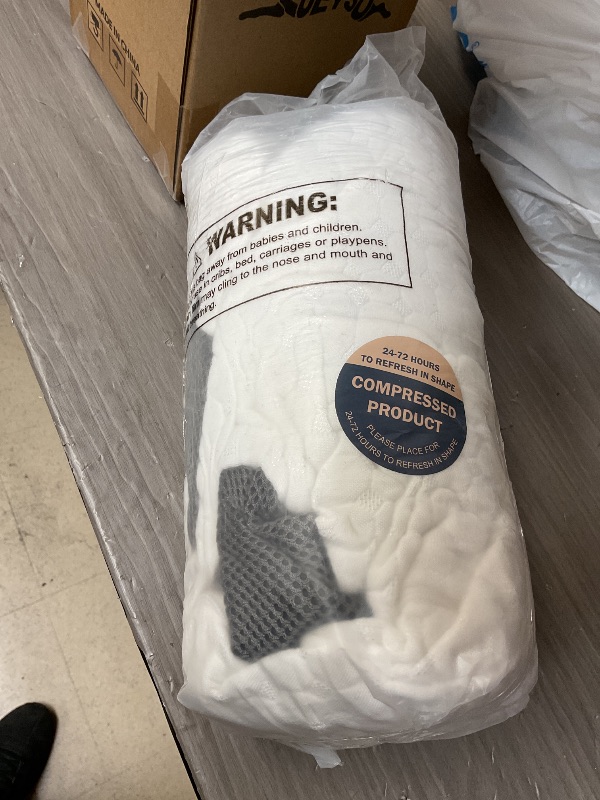 MADE IN CHINA
WARNING:
away from babies and children.
in cribs, bed, carriages or playpens.
may cling to the nose and mouth and
24-72 HOURS
TO REFRESH IN SHAPE
COMPRESSED
PRODUCT
PLEASE PLACE FOR
24-72 HOURS TO REFRESH IN SHAPE